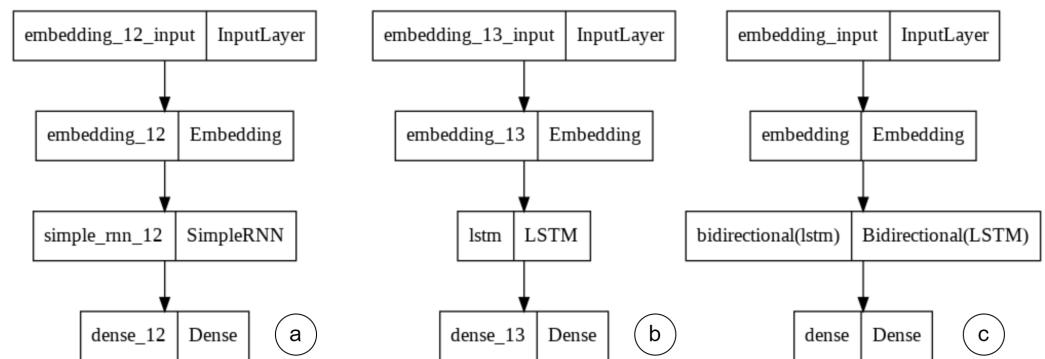 embedding_12_input InputLayer
embedding_12 Embedding
simple_rnn_12 SimpleRNN
dense_12 Dense
a
embedding_13_input InputLayer
embedding_13 Embedding
lstm LSTM
dense_13 Dense
b
embedding_input InputLayer
embedding Embedding
bidirectional(lstm) Bidirectional(LSTM)
dense Dense
c